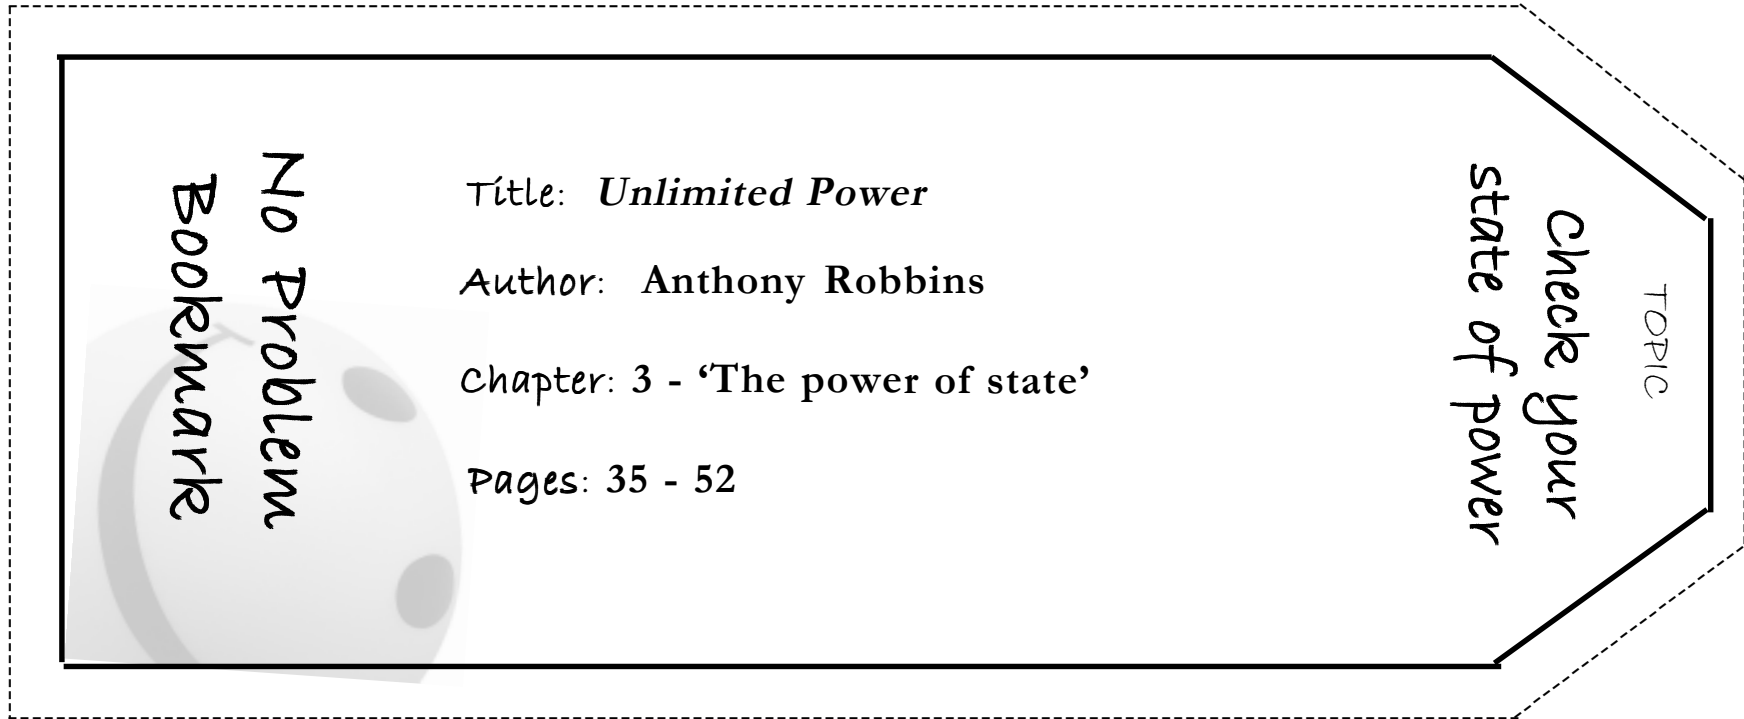 No Problem
Bookmark
Title: Unlimited Power
Author: Anthony Robbins
Chapter: 3 - ‘The power of state’
Pages: 35 - 52
TOPIC
Check your
state of power